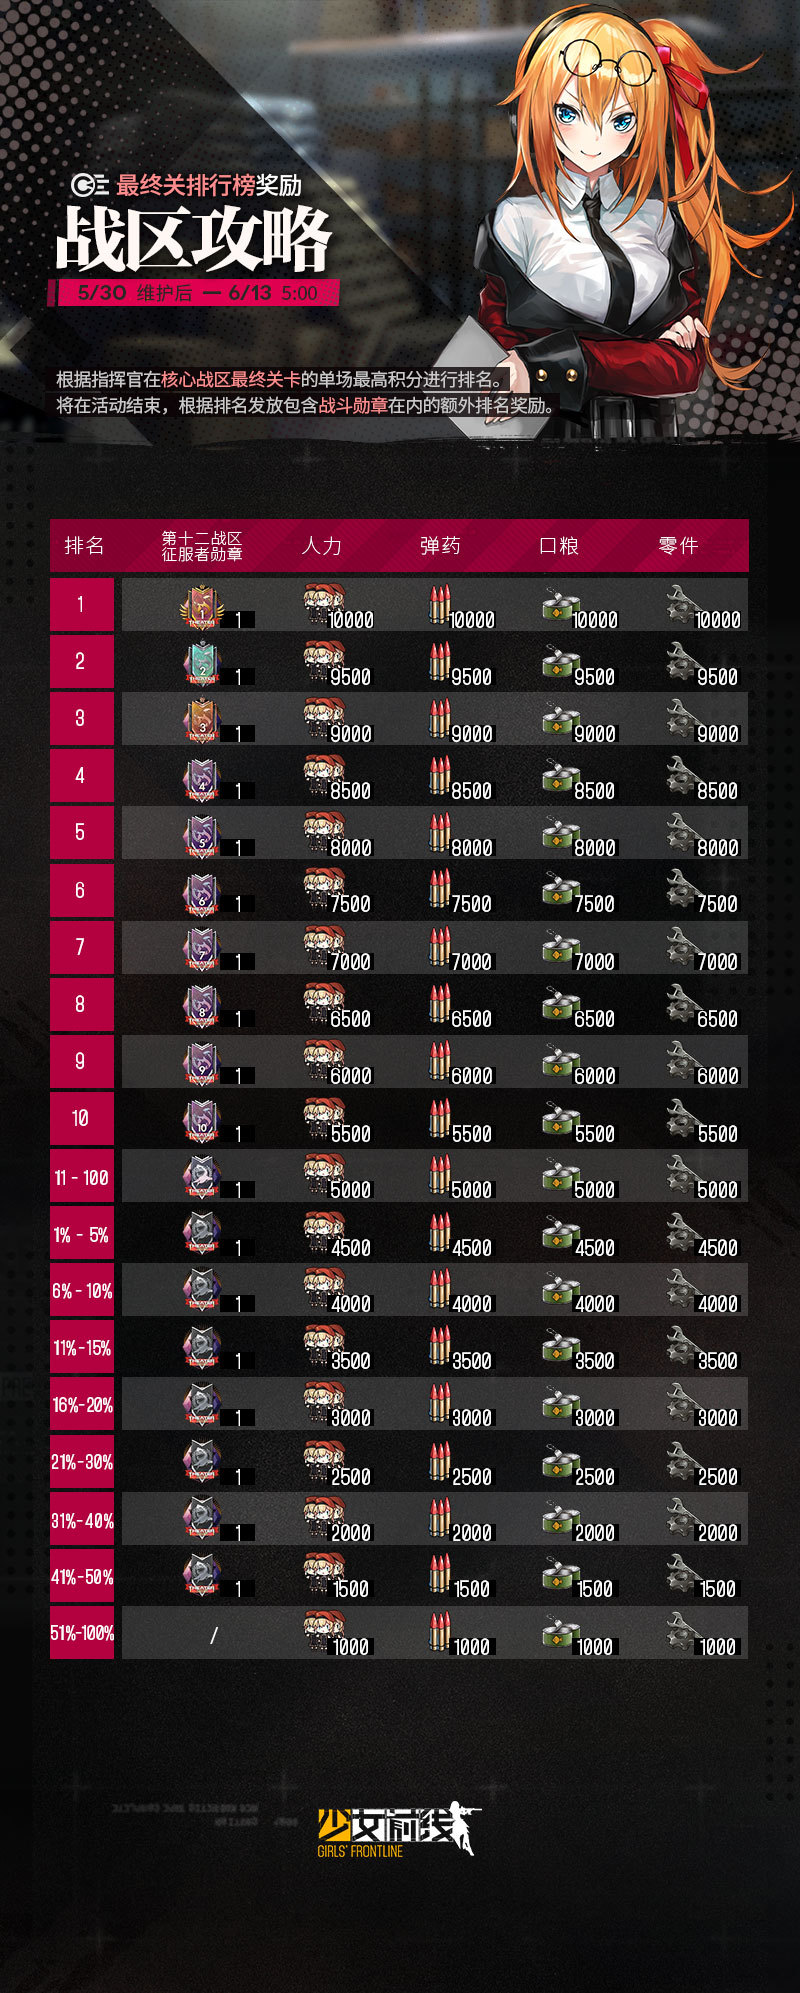 最终关排行榜奖励
战区攻略
5/30 维护后 — 6/13 5:00
根据指挥官在核心战区最终关卡的单场最高积分进行排名。
将在活动结束，根据排名发放包含战斗勋章在内的额外排名奖励。
排名 第十二战区征服者勋章 人力 弹药 口粮 零件
1 1 10000 10000 10000 10000
2 1 9500 9500 9500 9500
3 1 9000 9000 9000 9000
4 1 8500 8500 8500 8500
5 1 8000 8000 8000 8000
6 1 7500 7500 7500 7500
7 1 7000 7000 7000 7000
8 1 6500 6500 6500 6500
9 1 6000 6000 6000 6000
10 1 5500 5500 5500 5500
11 - 100 1 5000 5000 5000 5000
1% - 5% 1 4500 4500 4500 4500
6% - 10% 1 4000 4000 4000 4000
11%-15% 1 3500 3500 3500 3500
16%-20% 1 3000 3000 3000 3000
21%-30% 1 2500 2500 2500 2500
31%-40% 1 2000 2000 2000 2000
41%-50% 1 1500 1500 1500 1500
51%-100% / 1000 1000 1000 1000
少女前线
GIRLS' FRONTLINE